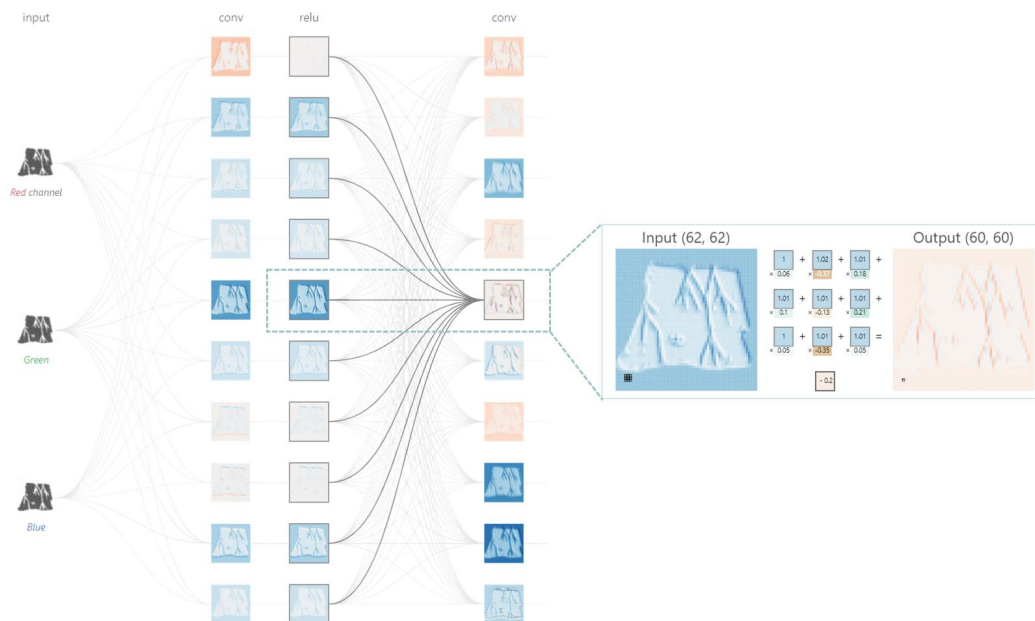 input
conv
relu
conv
Red channel
Green
Blue
Input (62, 62)
Output (60, 60)
1 + 1.02 + 1.01 +
× 0.06 × -0.37 × 0.18
1.01 + 1.01 + 1.01 +
× 0.1 × -0.13 × 0.21
1 + 1.01 + 1.01 =
× 0.05 × -0.35 × 0.05
- 0.2